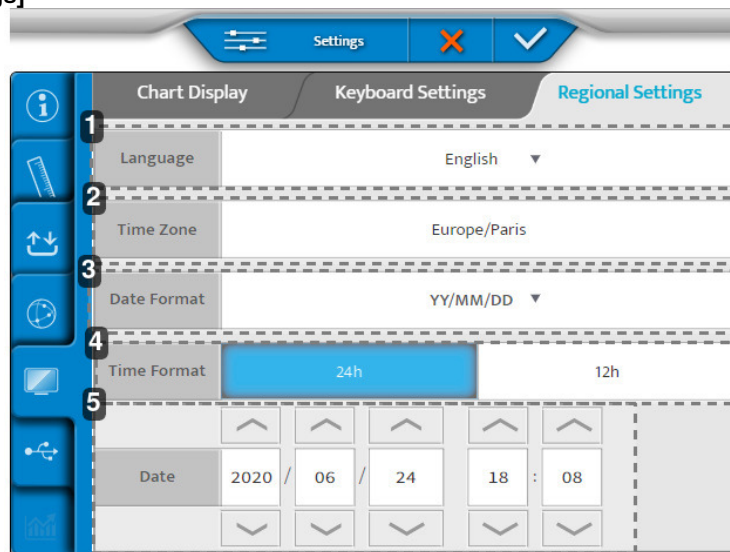 Settings
Chart Display Keyboard Settings Regional Settings
1
Language English ▼
2
Time Zone Europe/Paris
3
Date Format YY/MM/DD ▼
4
Time Format 24h 12h
5
Date 2020 / 06 / 24 18 : 08